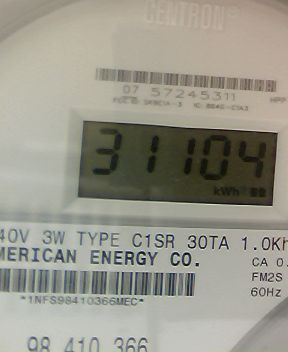 CENTRON®
07 57245311
31104
kWh
40V 3W TYPE C1SR 30TA 1.0Kh
MERICAN ENERGY CO.
CA 0.
FM2S
60Hz
*1NFS98410366MEC*
98 410 366